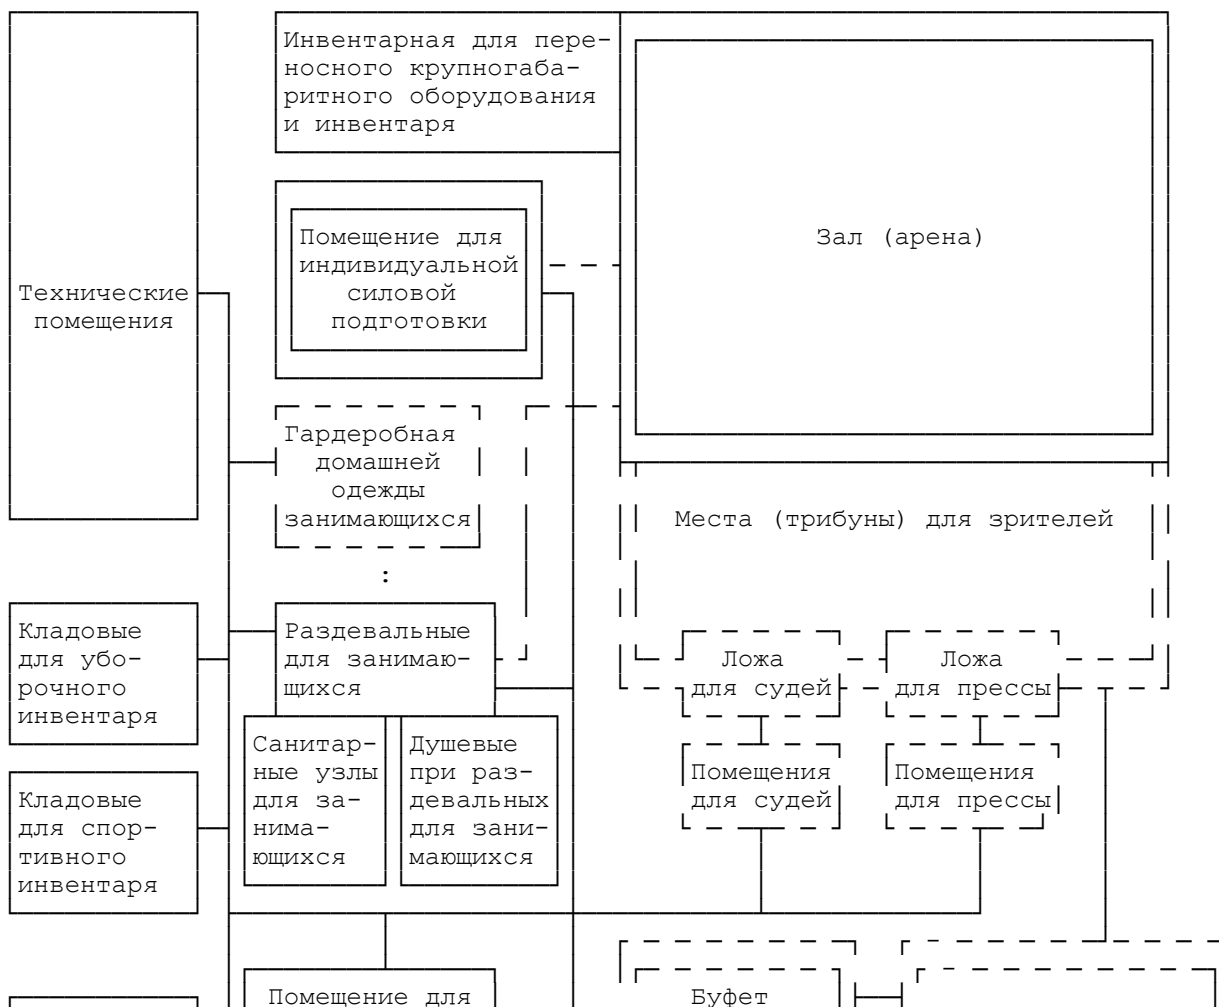 Инвентарная для пере-
носного крупногаба-
ритного оборудования
и инвентаря
Помещение для
индивидуальной
силовой
подготовки
Зал (арена)
Технические
помещения
Гардеробная
домашней
одежды
занимающихся
Места (трибуны) для зрителей
:
Кладовые
для убо-
рочного
инвентаря
Раздевальные
для занимаю-
щихся
Ложа
для судей
Ложа
для прессы
Санитар-
ные узлы
для за-
нима-
ющихся
Душевые
при раз-
девальных
для зани-
мающихся
Помещения
для судей
Помещения
для прессы
Кладовые
для спор-
тивного
инвентаря
Помещение для
Буфет